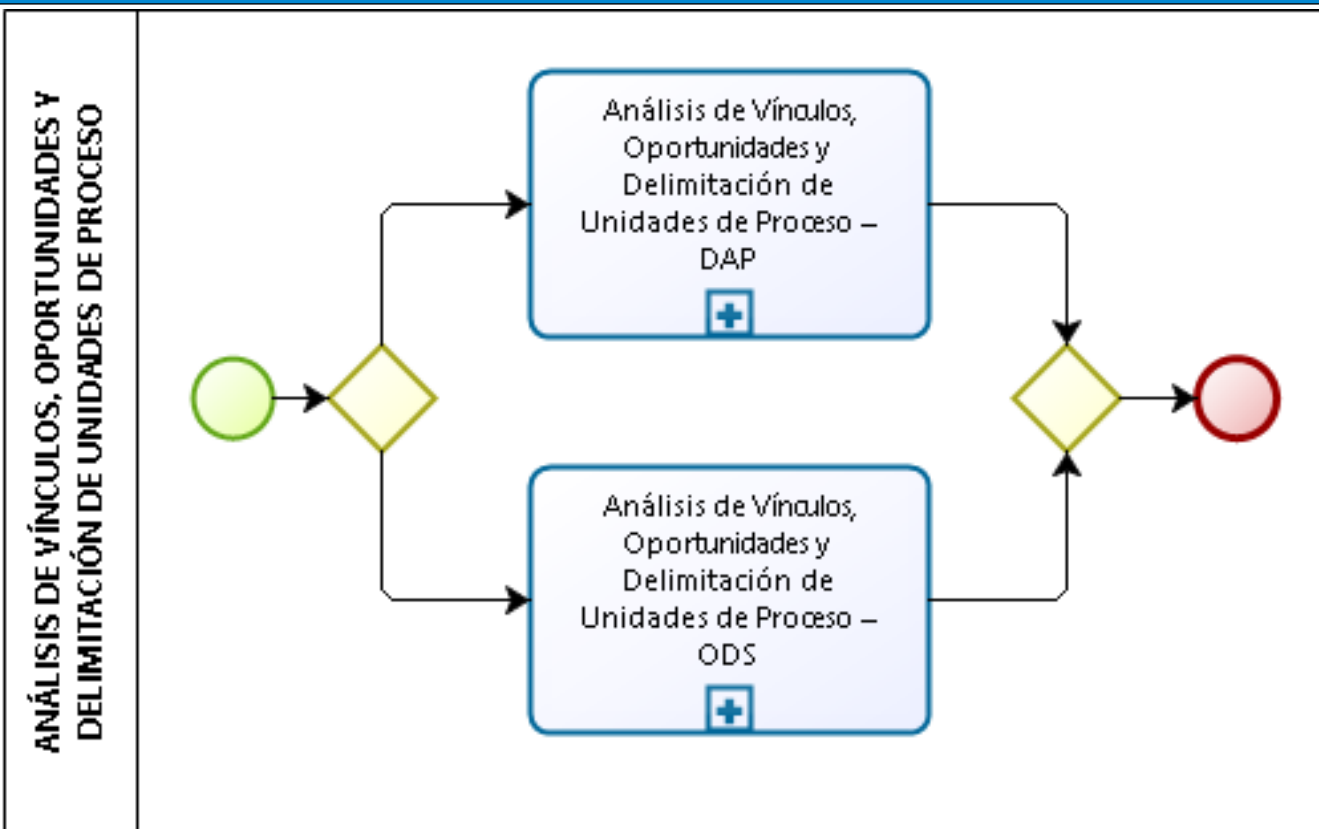 ANÁLISIS DE VÍNCULOS, OPORTUNIDADES Y
DELIMITACIÓN DE UNIDADES DE PROCESO
Análisis de Vínculos,
Oportunidades y
Delimitación de
Unidades de Proceso –
DAP
Análisis de Vínculos,
Oportunidades y
Delimitación de
Unidades de Proceso –
ODS